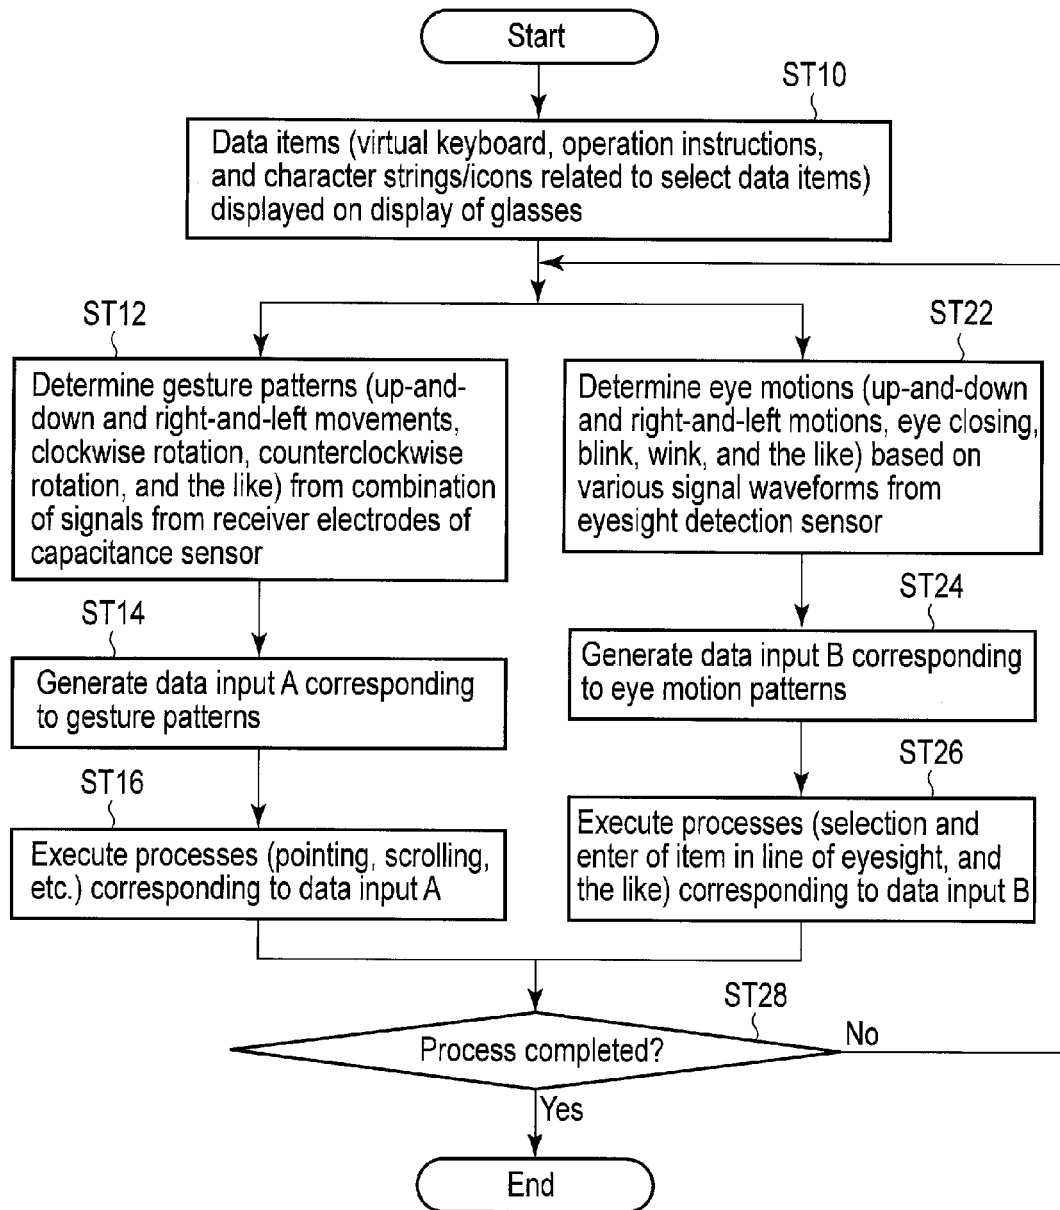 Start
ST10
Data items (virtual keyboard, operation instructions,
and character strings/icons related to select data items)
displayed on display of glasses
ST12
Determine gesture patterns (up-and-
down and right-and-left movements,
clockwise rotation, counterclockwise
rotation, and the like) from combination
of signals from receiver electrodes of
capacitance sensor
ST14
Generate data input A corresponding
to gesture patterns
ST16
Execute processes (pointing, scrolling,
etc.) corresponding to data input A
ST22
Determine eye motions (up-and-down
and right-and-left motions, eye closing,
blink, wink, and the like) based on
various signal waveforms from
eyesight detection sensor
ST24
Generate data input B corresponding
to eye motion patterns
ST26
Execute processes (selection and
enter of item in line of eyesight, and
the like) corresponding to data input B
ST28
Process completed?
No
Yes
End